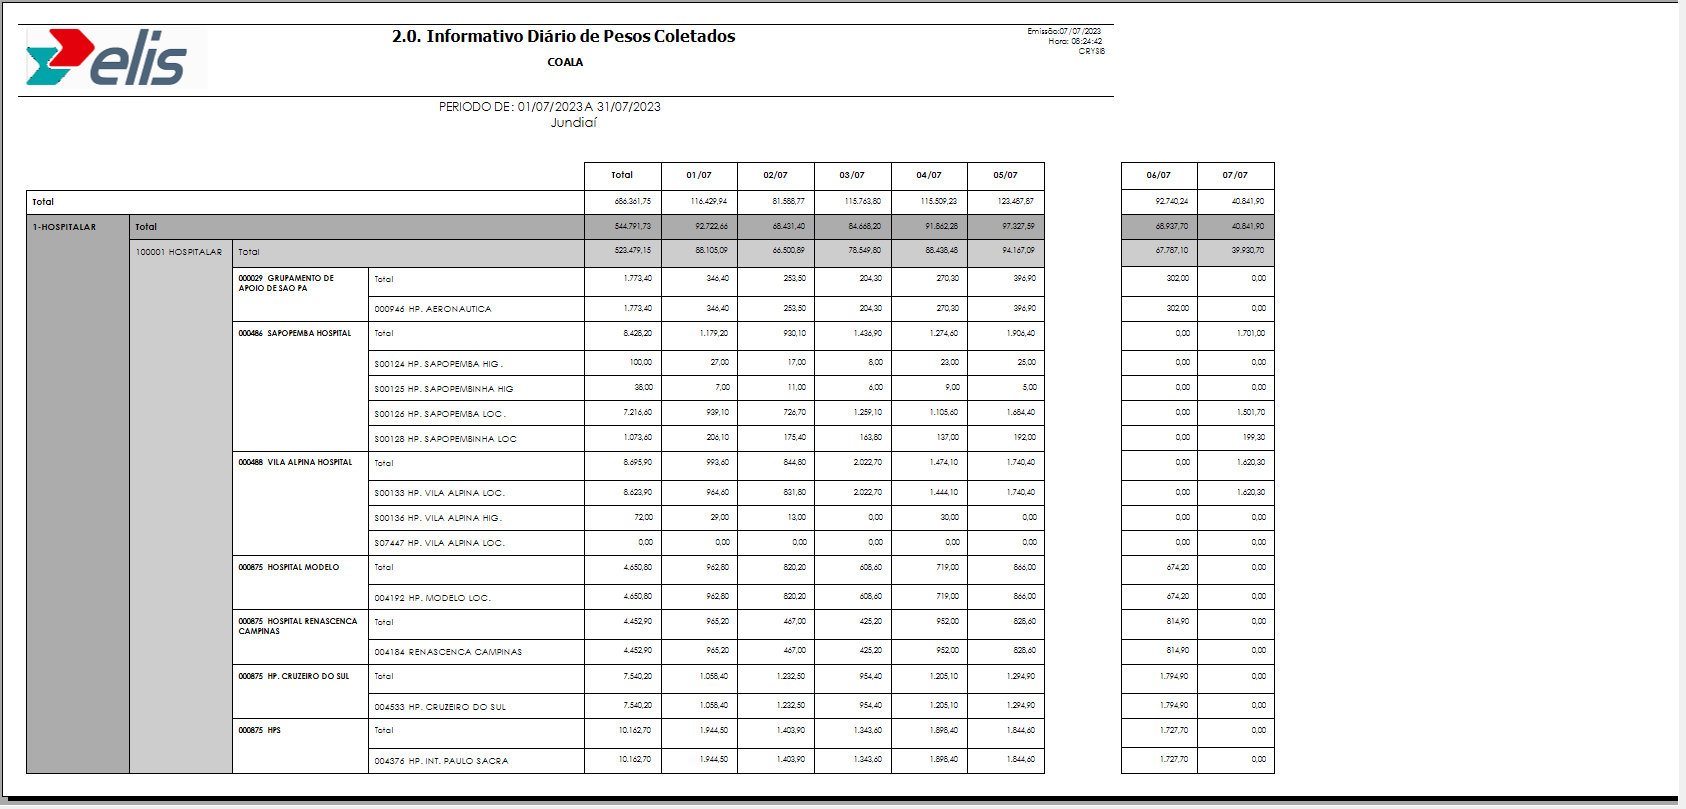 elis
2.0. Informativo Diário de Pesos Coletados
COALA
Emissão:07/07/2023
Hora: 08:24:42
CRYSIB
PERIODO DE: 01/07/2023 A 31/07/2023
Jundiaí
Total 01/07 02/07 03/07 04/07 05/07 06/07 07/07
Total 686.361,75 116.429,94 81.588,77 115.763,80 115.509,23 123.487,87 92.740,24 40.841,90
1-HOSPITALAR Total 544.791,73 92.722,66 68.431,40 84.668,20 91.862,28 97.327,59 68.937,70 40.841,90
100001 HOSPITALAR Total 523.479,15 88.105,09 66.500,89 78.549,80 88.438,48 94.167,09 67.787,10 39.930,70
000029 GRUPAMENTO DE APOIO DE SAO PA Total 1.773,40 346,40 253,50 204,30 270,30 396,90 302,00 0,00
000946 HP. AERONAUTICA 1.773,40 346,40 253,50 204,30 270,30 396,90 302,00 0,00
000486 SAPOPEMBA HOSPITAL Total 8.428,20 1.179,20 930,10 1.436,90 1.274,60 1.906,40 0,00 1.701,00
S00124 HP. SAPOPEMBA HIG . 100,00 27,00 17,00 8,00 23,00 25,00 0,00 0,00
S00125 HP. SAPOPEMBINHA HIG 38,00 7,00 11,00 6,00 9,00 5,00 0,00 0,00
S00126 HP. SAPOPEMBA LOC . 7.216,60 939,10 726,70 1.259,10 1.105,60 1.684,40 0,00 1.501,70
S00128 HP. SAPOPEMBINHA LOC 1.073,60 206,10 175,40 163,80 137,00 192,00 0,00 199,30
000488 VILA ALPINA HOSPITAL Total 8.695,90 993,60 844,80 2.022,70 1.474,10 1.740,40 0,00 1.620,30
S00133 HP. VILA ALPINA LOC. 8.623,90 964,60 831,80 2.022,70 1.444,10 1.740,40 0,00 1.620,30
S00136 HP. VILA ALPINA HIG . 72,00 29,00 13,00 0,00 30,00 0,00 0,00 0,00
S07447 HP. VILA ALPINA LOC. 0,00 0,00 0,00 0,00 0,00 0,00 0,00 0,00
000875 HOSPITAL MODELO Total 4.650,80 962,80 820,20 608,60 719,00 866,00 674,20 0,00
004192 HP. MODELO LOC. 4.650,80 962,80 820,20 608,60 719,00 866,00 674,20 0,00
000875 HOSPITAL RENASCENCA CAMPINAS Total 4.452,90 965,20 467,00 425,20 952,00 828,60 814,90 0,00
004184 RENASCENCA CAMPINAS 4.452,90 965,20 467,00 425,20 952,00 828,60 814,90 0,00
000875 HP. CRUZEIRO DO SUL Total 7.540,20 1.058,40 1.232,50 954,40 1.205,10 1.294,90 1.794,90 0,00
004533 HP. CRUZEIRO DO SUL 7.540,20 1.058,40 1.232,50 954,40 1.205,10 1.294,90 1.794,90 0,00
000875 HPS Total 10.162,70 1.944,50 1.403,90 1.343,60 1.898,40 1.844,60 1.727,70 0,00
004376 HP. INT. PAULO SACRA 10.162,70 1.944,50 1.403,90 1.343,60 1.898,40 1.844,60 1.727,70 0,00